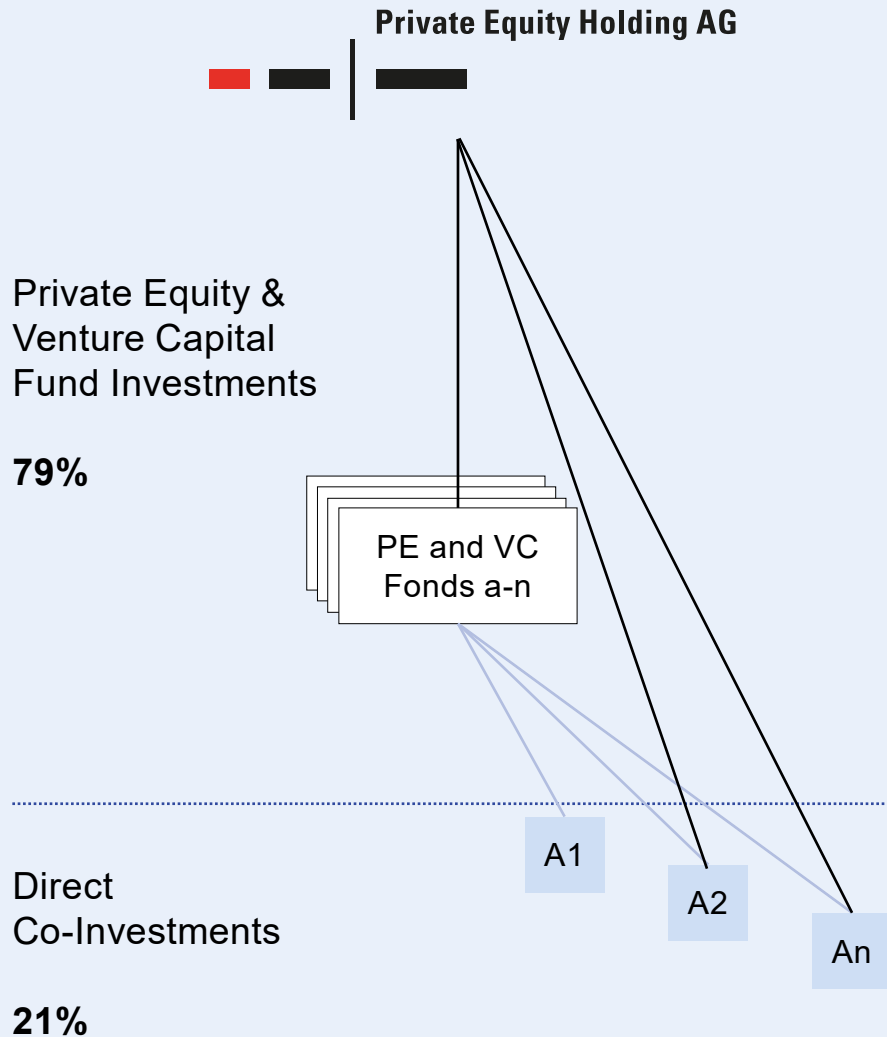 Private Equity Holding AG
Private Equity &
Venture Capital
Fund Investments
79%
PE and VC
Fonds a-n
A1
A2
An
Direct
Co-Investments
21%